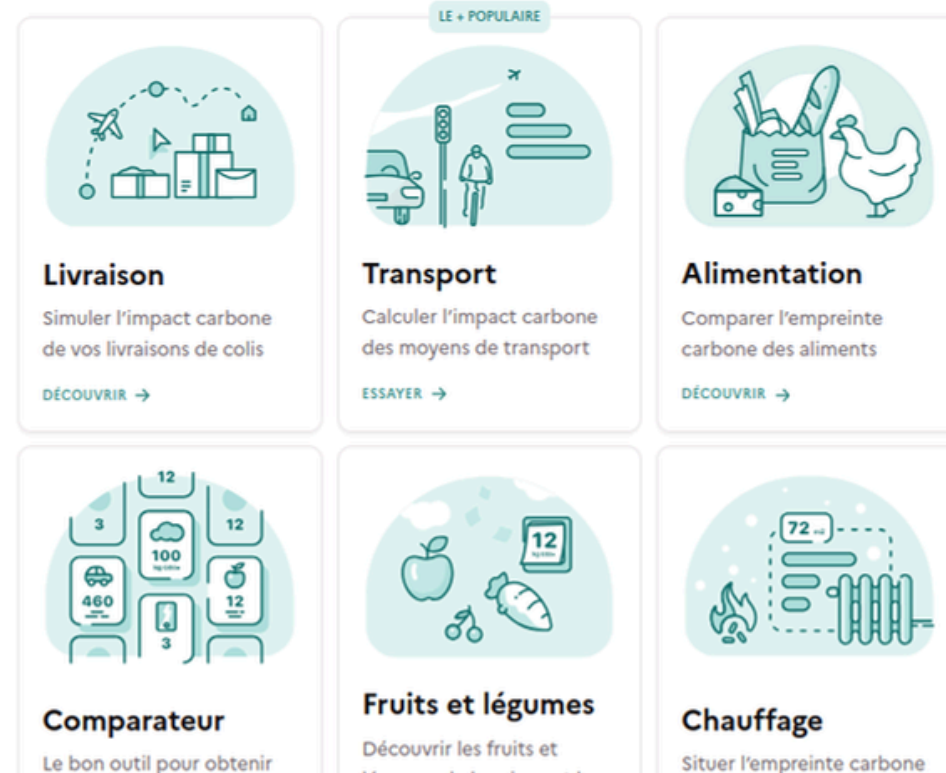 LE + POPULAIRE
Livraison
Simuler l'impact carbone
de vos livraisons de colis
DÉCOUVRIR →
Transport
Calculer l'impact carbone
des moyens de transport
ESSAYER →
Alimentation
Comparer l'empreinte
carbone des aliments
DÉCOUVRIR →
12
3
12
100
460
12
3
Comparateur
Le bon outil pour obtenir
12
Fruits et légumes
Découvrir les fruits et
72
Chauffage
Situer l'empreinte carbone